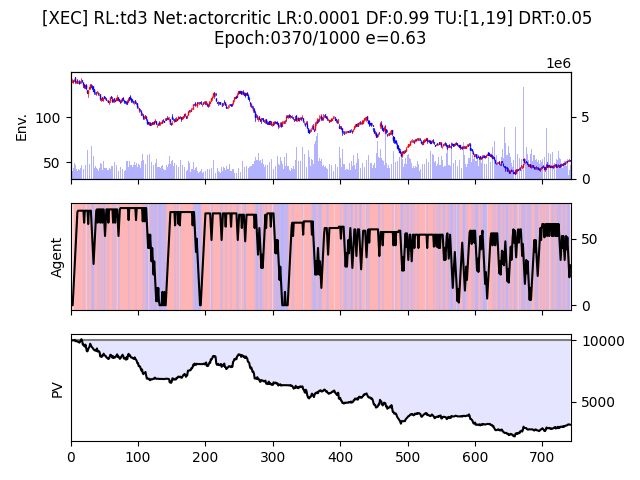 [XEC] RL:td3 Net:actorcritic LR:0.0001 DF:0.99 TU:[1,19] DRT:0.05
Epoch:0370/1000 e=0.63
1e6
Env.
100
50
5
0
Agent
50
0
PV
10000
5000
0 100 200 300 400 500 600 700